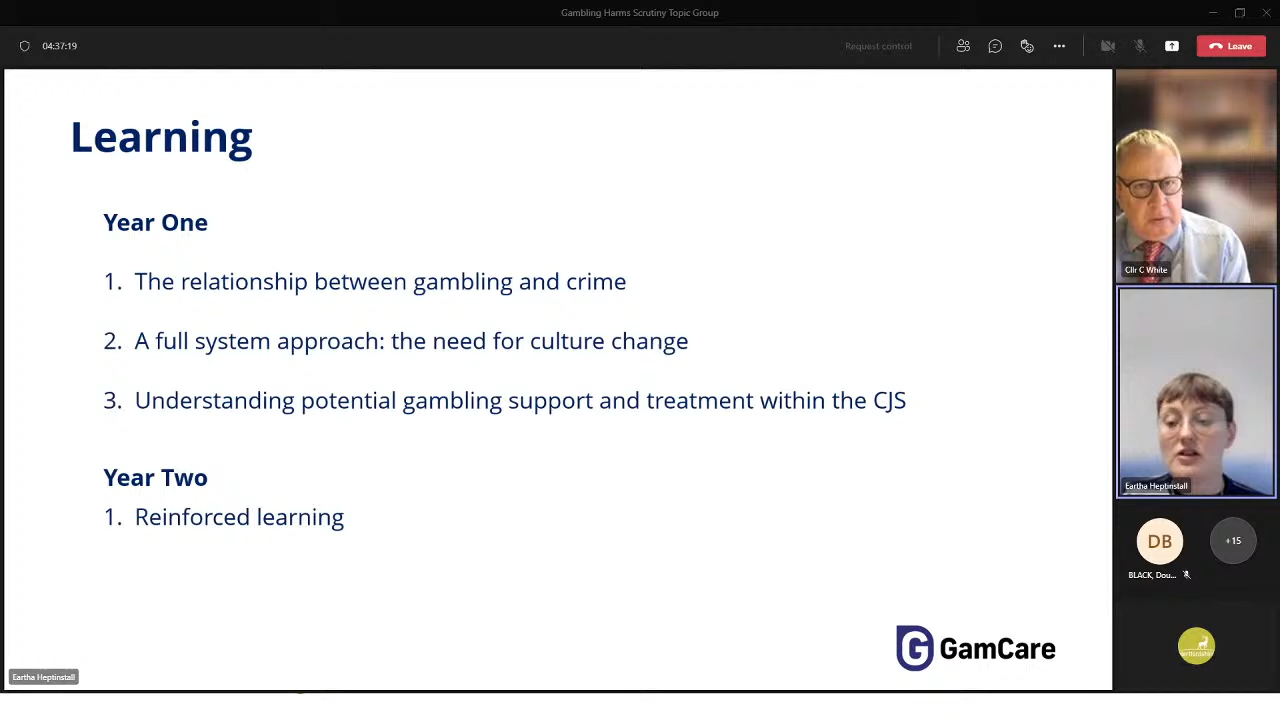 Gambling Harms Scrutiny Topic Group
04:37:19
Request control
Leave
Learning
Year One
1. The relationship between gambling and crime
2. A full system approach: the need for culture change
3. Understanding potential gambling support and treatment within the CJS
Year Two
1. Reinforced learning
GamCare
Eartha Heptinstall
Cllr C White
Eartha Heptinstall
DB
+15
BLACK, Dou...